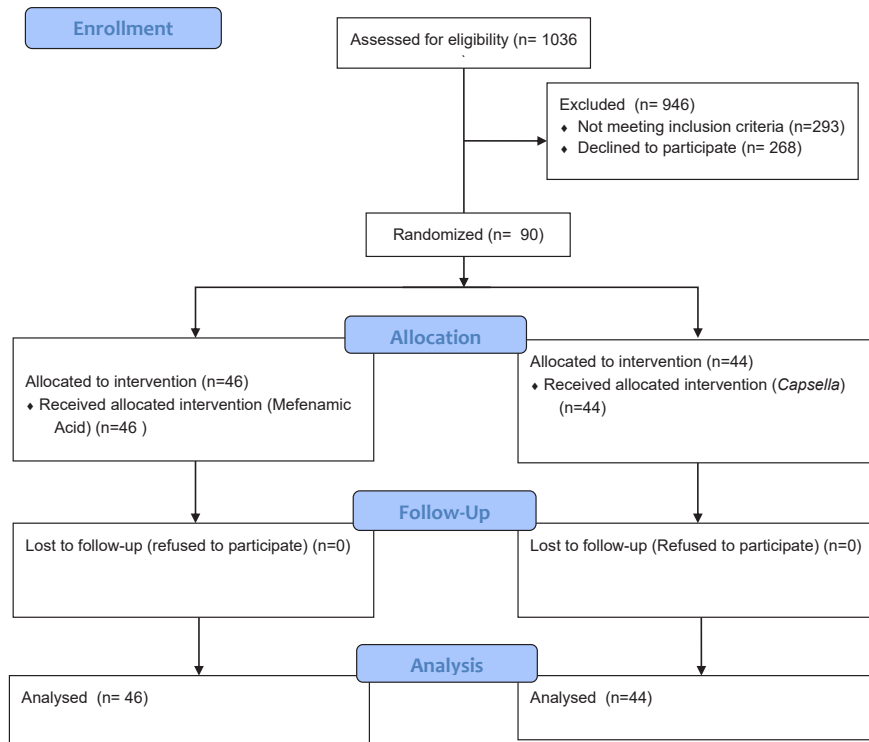 Enrollment
Assessed for eligibility (n= 1036
Excluded (n= 946)
♦ Not meeting inclusion criteria (n=293)
♦ Declined to participate (n= 268)
Randomized (n= 90)
Allocation
Allocated to intervention (n=46)
♦ Received allocated intervention (Mefenamic
Acid) (n=46 )
Allocated to intervention (n=44)
♦ Received allocated intervention (Capsella)
(n=44)
Follow-Up
Lost to follow-up (refused to participate) (n=0)
Lost to follow-up (Refused to participate) (n=0)
Analysis
Analysed (n= 46)
Analysed (n=44)